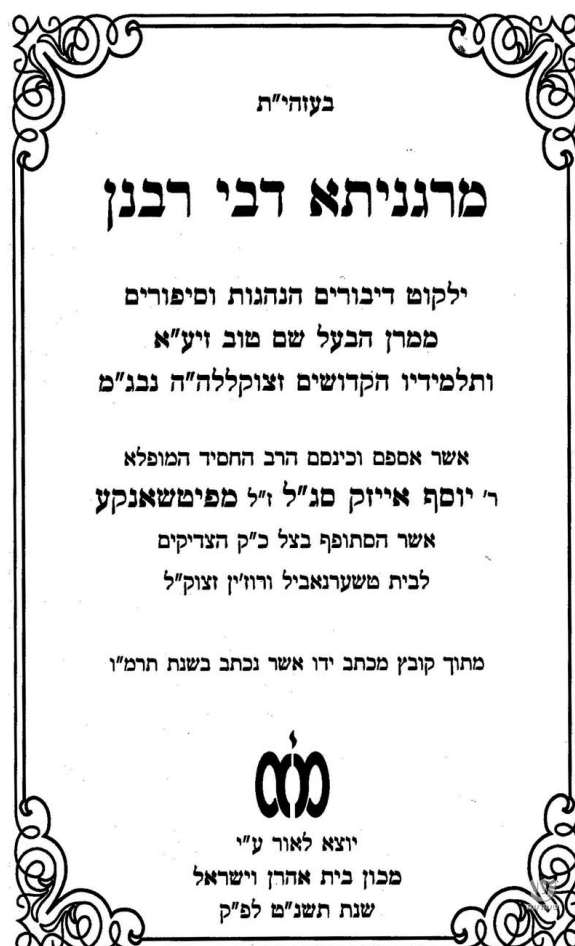 בעזהי"ת
מרגניתא דבי רבנן
ילקוט דיבורים הנהגות וסיפורים
ממרן הבעל שם טוב זיע"א
ותלמידיו הקדושים זצוקללה"ה נבג"מ
אשר אספם וכינסם הרב החסיד המופלא
ר' יוסף אייזק סג"ל ז"ל מפיטשאנקע
אשר הסתופף בצל כ"ק הצדיקים
לבית טשערנאביל ורוז'ין זצוק"ל
מתוך קובץ מכתב ידו אשר נכתב בשנת תרמ"ו
יוצא לאור ע"י
מכון בית אהרן וישראל
שנת תשנ"ט לפ"ק